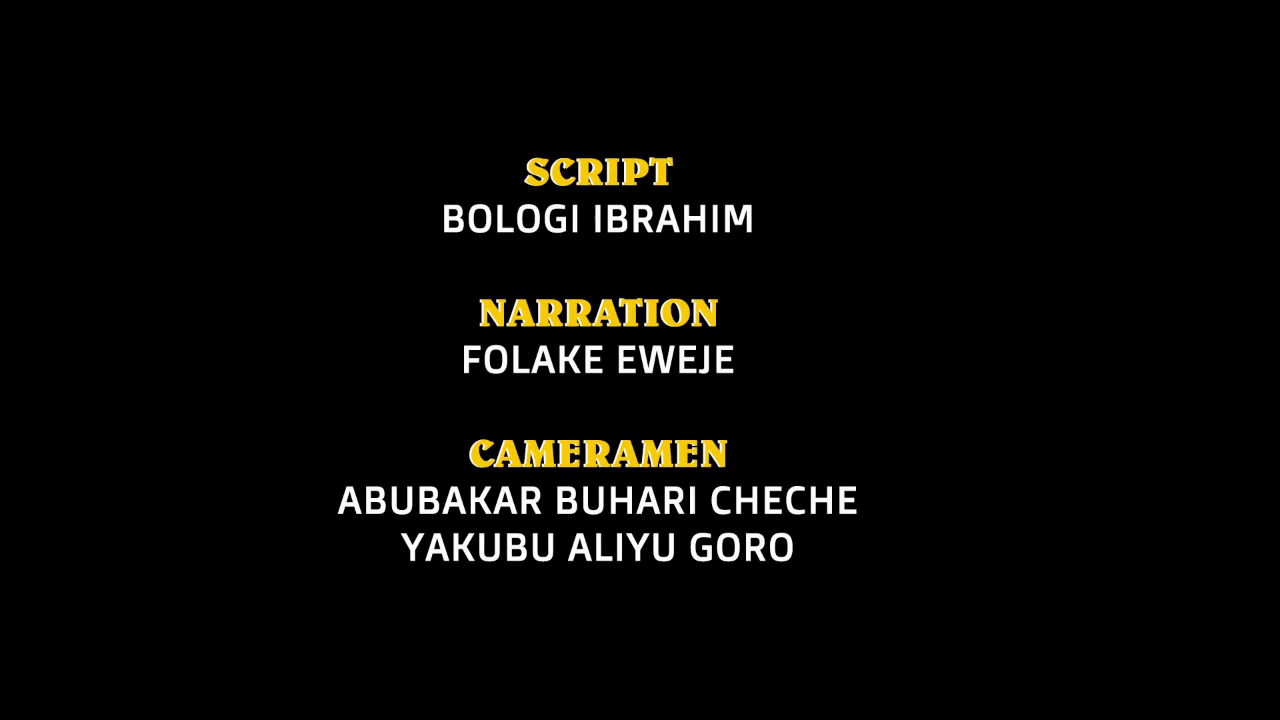 SCRIPT
BOLOGI IBRAHIM
NARRATION
FOLAKE EWEJE
CAMERAMEN
ABUBAKAR BUHARI CHECHE
YAKUBU ALIYU GORO